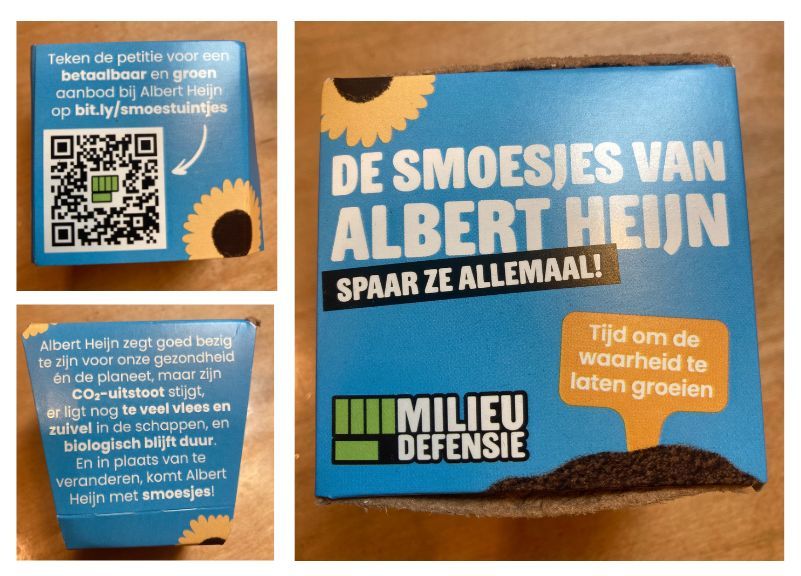 Teken de petitie voor een
betaalbaar en groen
aanbod bij Albert Heijn
op bit.ly/smoestuintjes
Albert Heijn zegt goed bezig
te zijn voor onze gezondheid
én de planeet, maar zijn
CO₂-uitstoot stijgt,
er ligt nog te veel vlees en
zuivel in de schappen, en
biologisch blijft duur.
En in plaats van te
veranderen, komt Albert
Heijn met smoesjes!
DE SMOESJES VAN
ALBERT HEIJN
SPAAR ZE ALLEMAAL!
Tijd om de
waarheid te
laten groeien
MILIEU
DEFENSIE